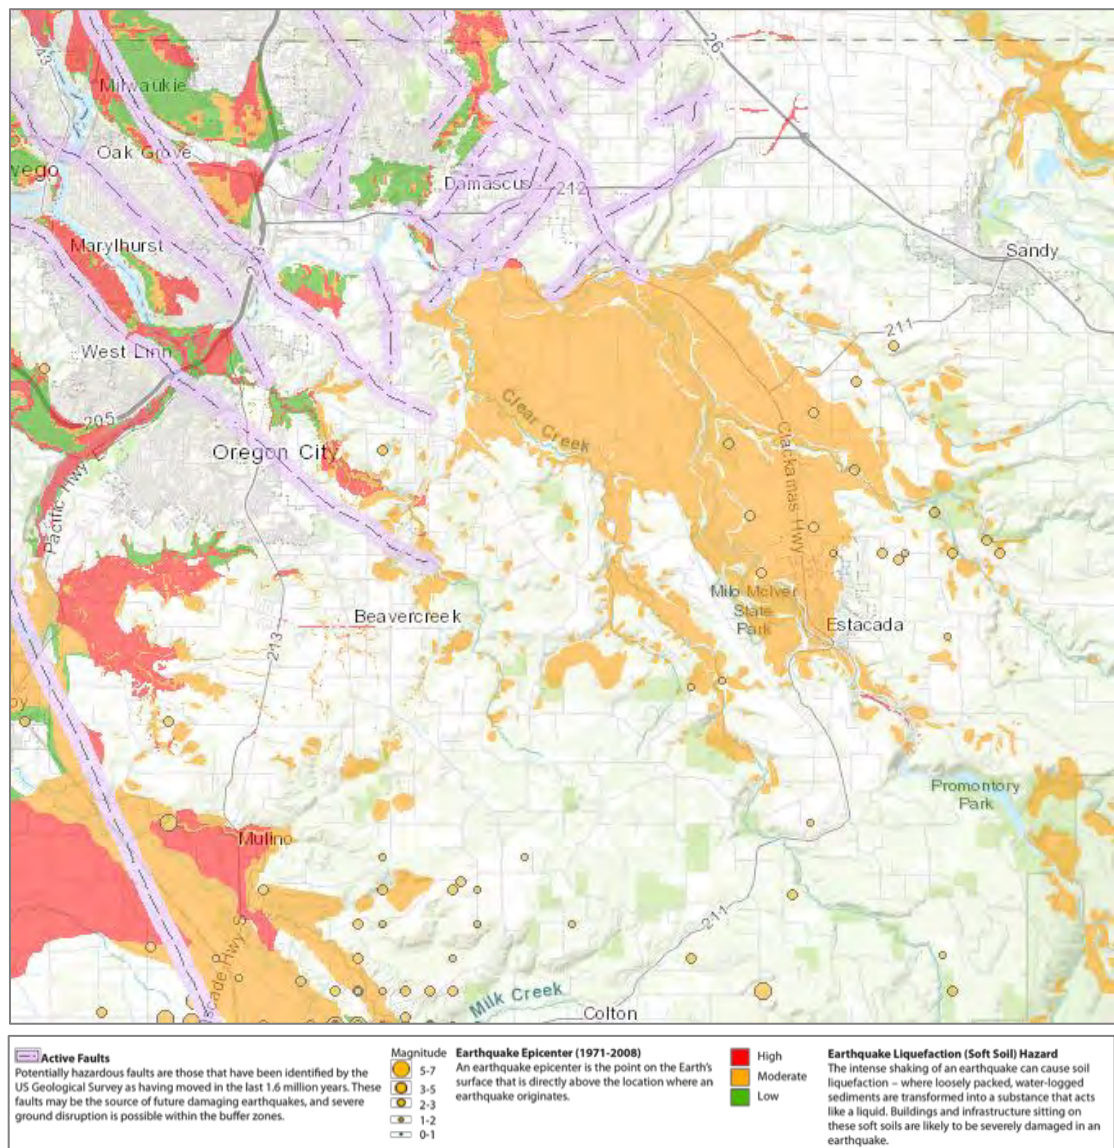 43
26
Milwaukie
Oak Grove
wego
Damascus
212
Marylhurst
Sandy
211
West Linn
205
Clear Creek
Oregon City
Clackamas Hwy
Pacific Hwy E
Milo McIver
State
Park
Beavercreek
Estacada
213
by
Promontory
Park
Mulino
211
cade Hwy S
Milk Creek
Colton
Active Faults
Potentially hazardous faults are those that have been identified by the
US Geological Survey as having moved in the last 1.6 million years. These
faults may be the source of future damaging earthquakes, and severe
ground disruption is possible within the buffer zones.
Magnitude
5-7
3-5
2-3
1-2
0-1
Earthquake Epicenter (1971-2008)
An earthquake epicenter is the point on the Earth's
surface that is directly above the location where an
earthquake originates.
High
Moderate
Low
Earthquake Liquefaction (Soft Soil) Hazard
The intense shaking of an earthquake can cause soil
liquefaction – where loosely packed, water-logged
sediments are transformed into a substance that acts
like a liquid. Buildings and infrastructure sitting on
these soft soils are likely to be severely damaged in an
earthquake.